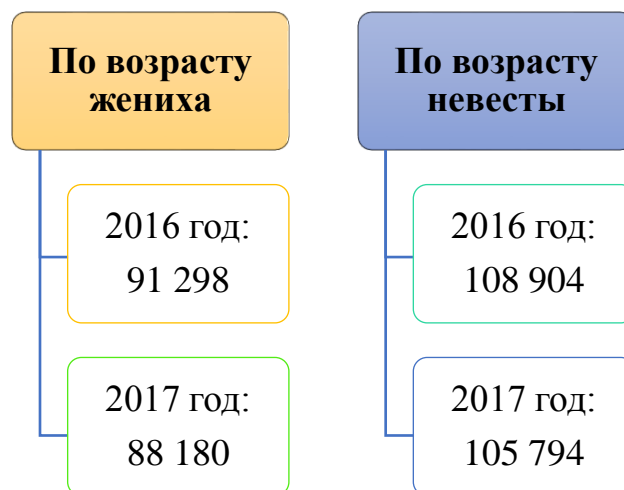 По возрасту
жениха
2016 год:
91 298
2017 год:
88 180
По возрасту
невесты
2016 год:
108 904
2017 год:
105 794